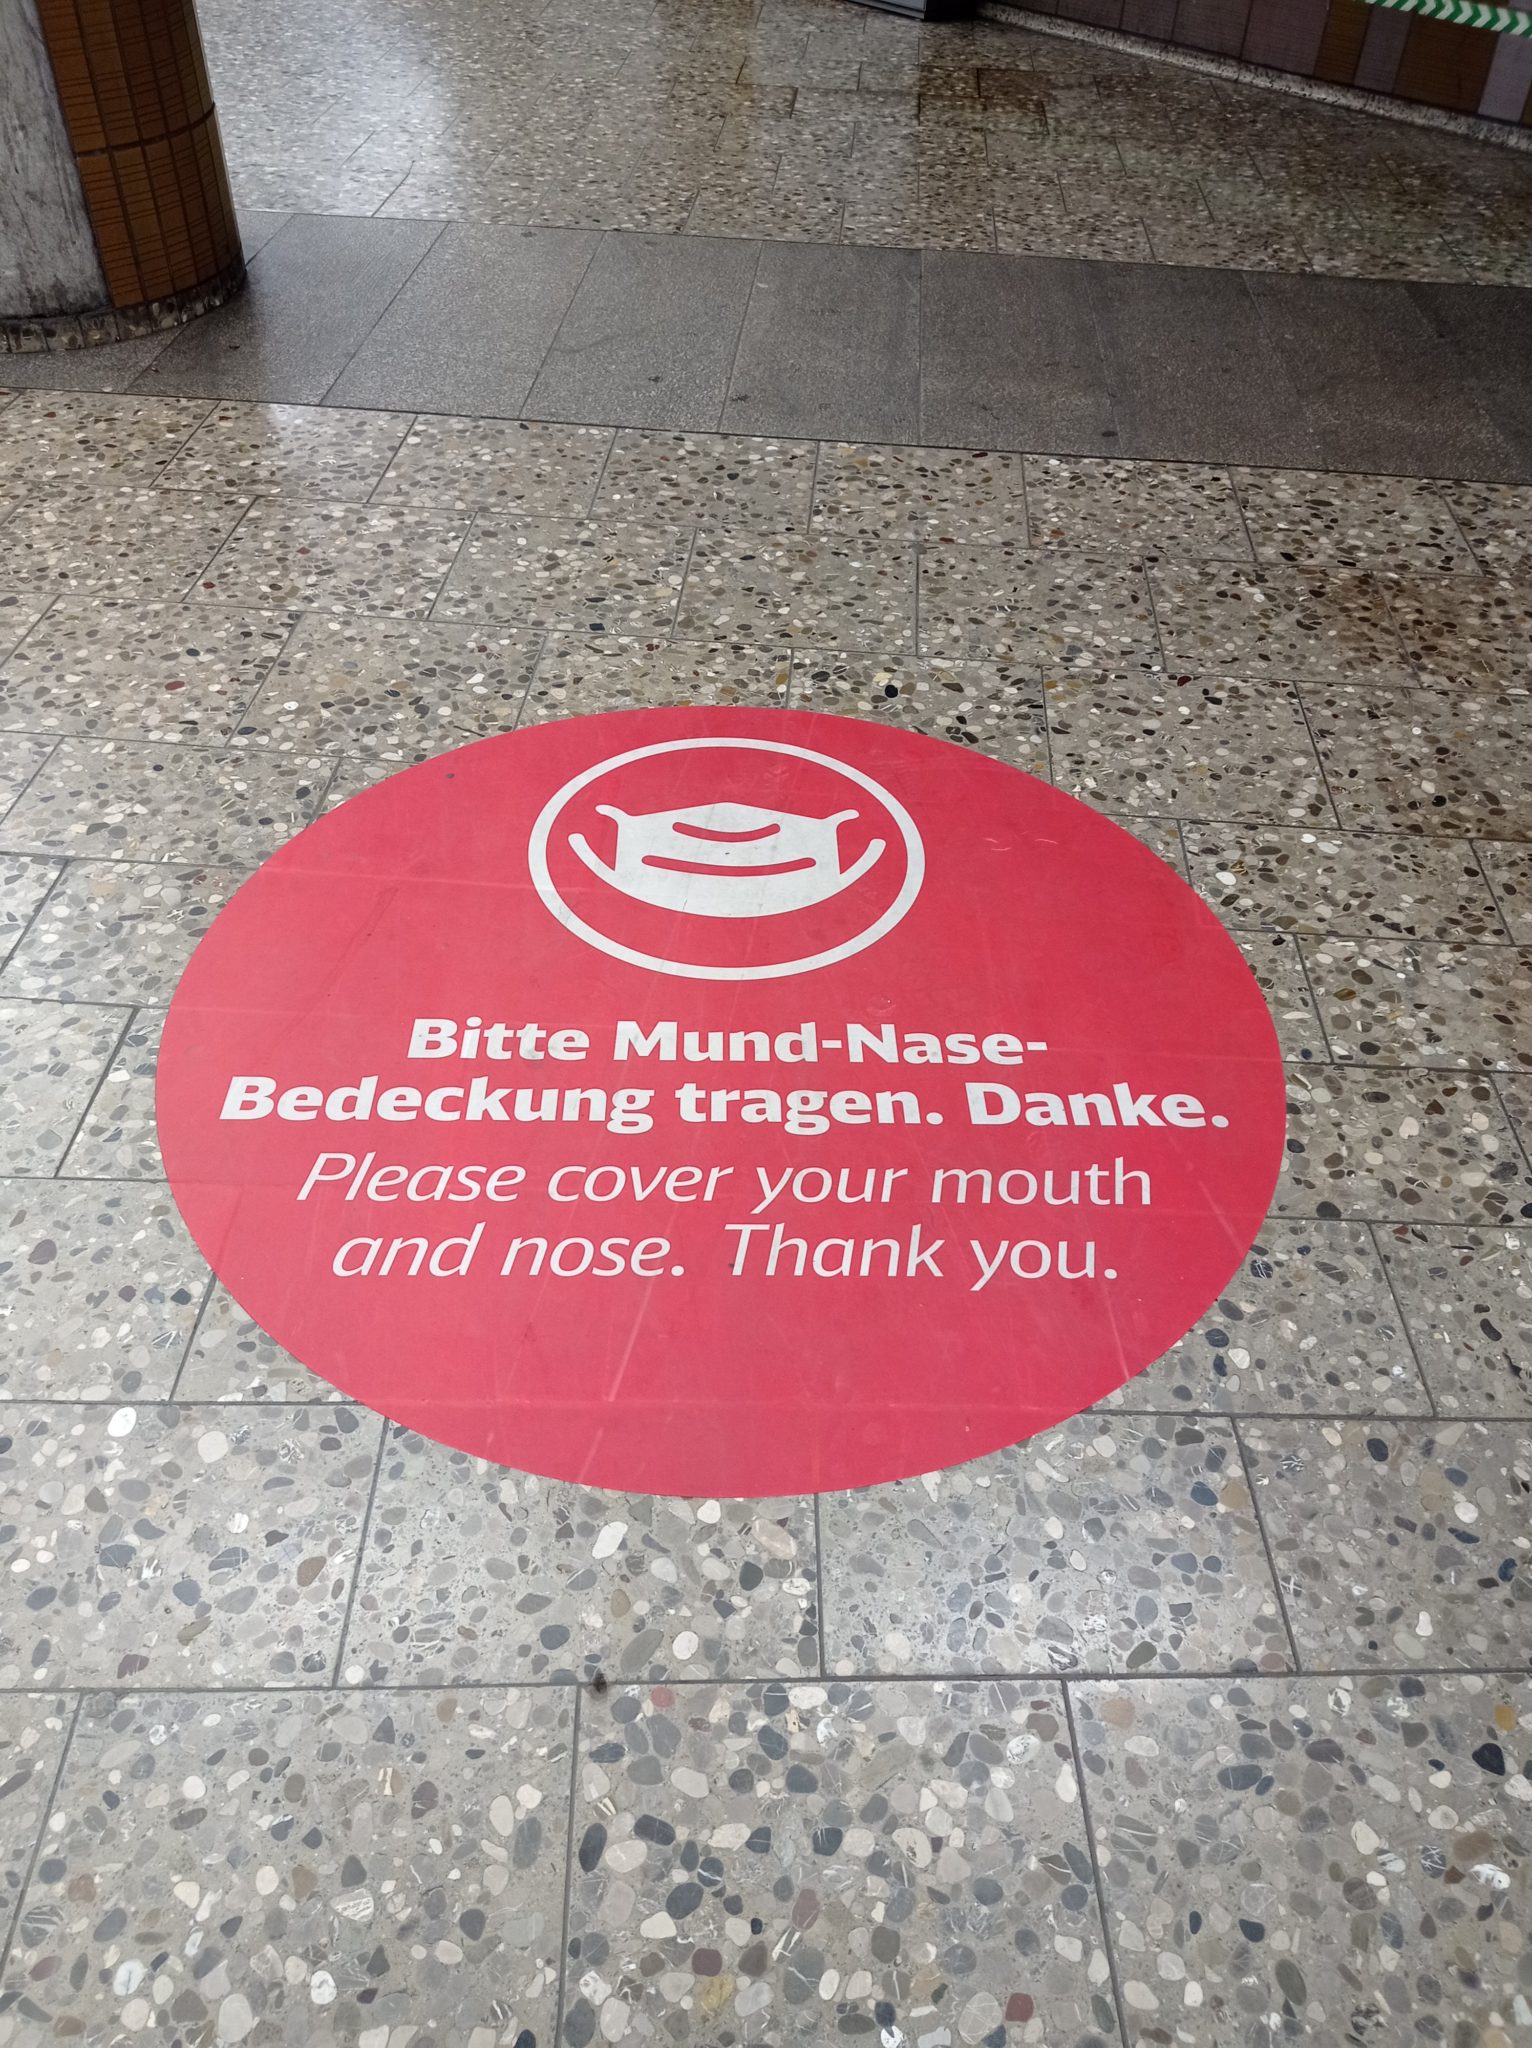 Bitte Mund-Nase-
Bedeckung tragen. Danke.
Please cover your mouth
and nose. Thank you.